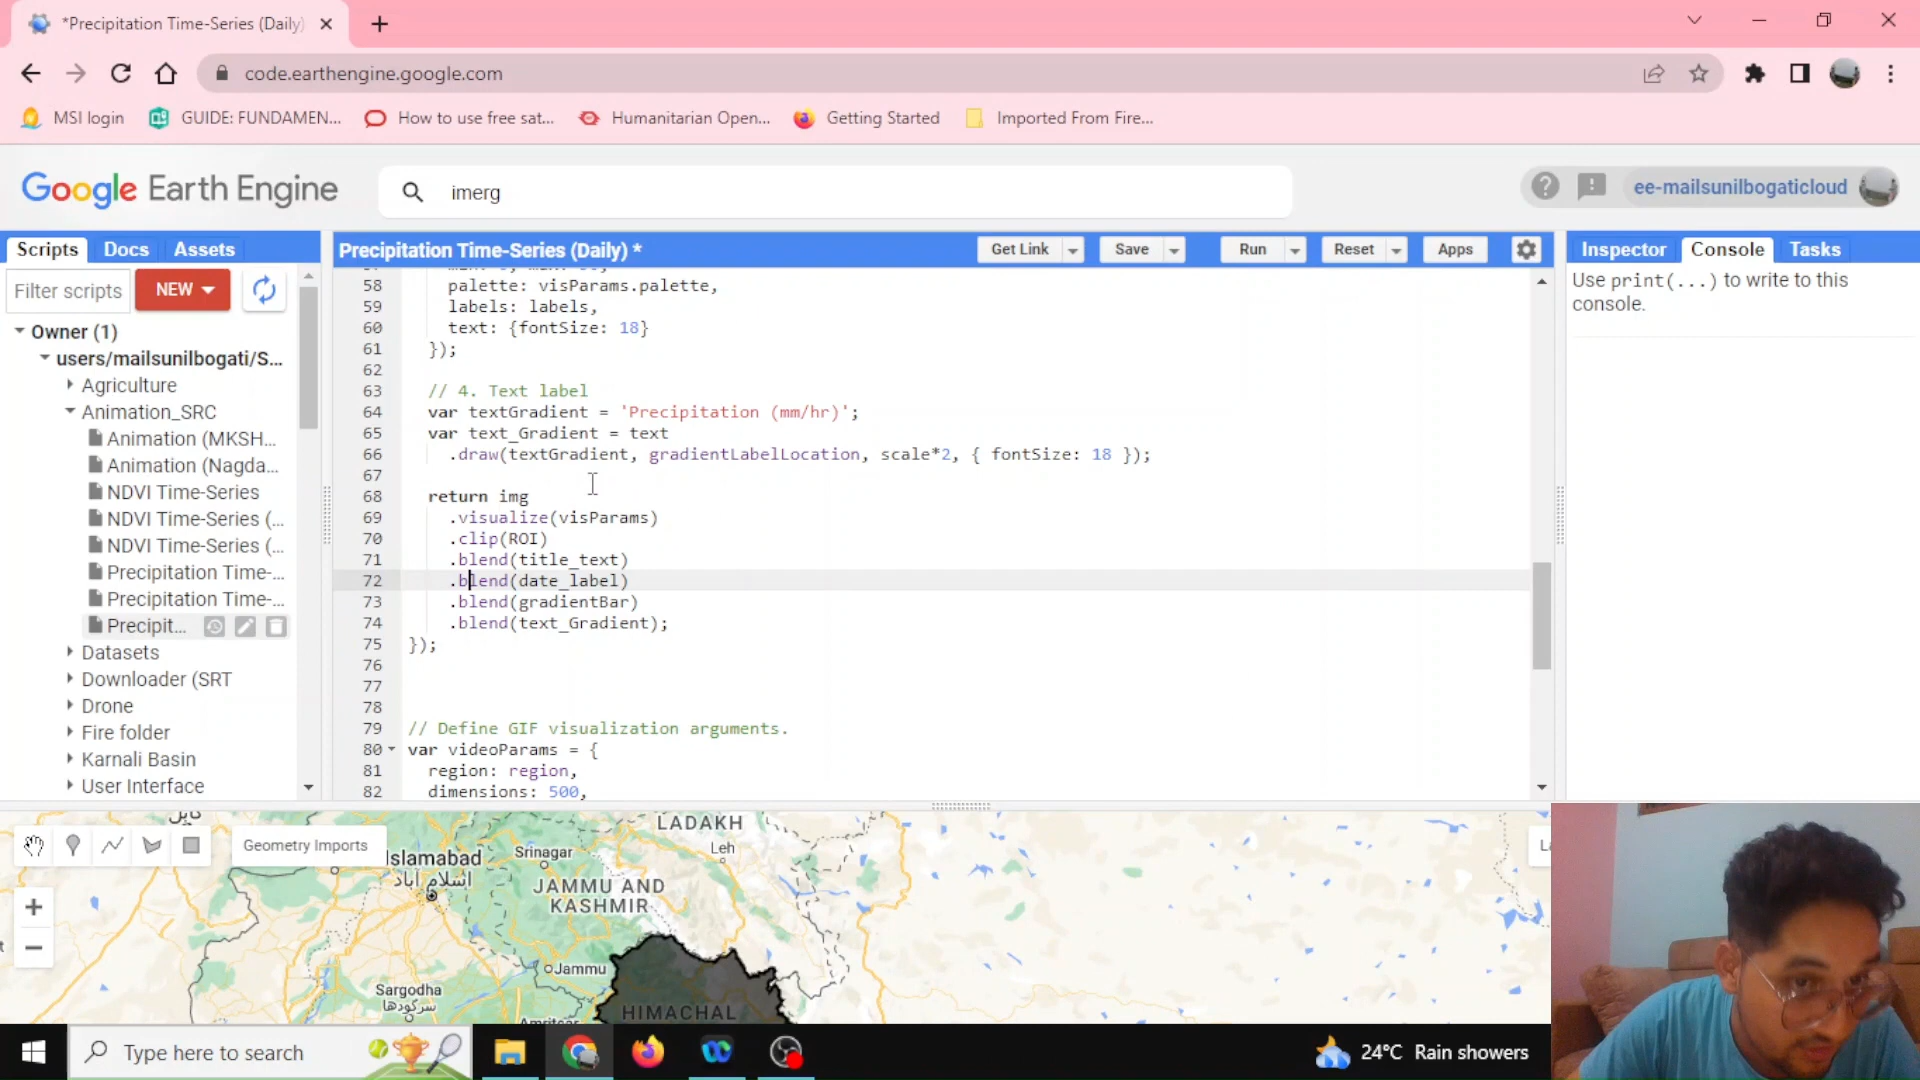 *Precipitation Time-Series (Daily)
code.earthengine.google.com
MSI login
GUIDE: FUNDAMEN...
How to use free sat...
Humanitarian Open...
Getting Started
Imported From Fire...
Google Earth Engine
imerg
ee-mailsunilbogaticloud
Scripts
Docs
Assets
Precipitation Time-Series (Daily) *
Get Link
Save
Run
Reset
Apps
Inspector
Console
Tasks
Filter scripts
NEW
Owner (1)
users/mailsunilbogati/S...
Agriculture
Animation_SRC
Animation (MKSH...
Animation (Nagda...
NDVI Time-Series
NDVI Time-Series (...
NDVI Time-Series (...
Precipitation Time-...
Precipitation Time-...
Precipit...
Datasets
Downloader (SRT
Drone
Fire folder
Karnali Basin
User Interface
58 palette: visParams.palette,
59 labels: labels,
60 text: {fontSize: 18}
61 });
62
63 // 4. Text label
64 var textGradient = 'Precipitation (mm/hr)';
65 var text_Gradient = text
66 .draw(textGradient, gradientLabelLocation, scale*2, { fontSize: 18 });
67
68 return img
69 .visualize(visParams)
70 .clip(ROI)
71 .blend(title_text)
72 .blend(date_label)
73 .blend(gradientBar)
74 .blend(text_Gradient);
75 });
76
77
78
79 // Define GIF visualization arguments.
80 var videoParams = {
81 region: region,
82 dimensions: 500,
Use print(...) to write to this
console.
Geometry Imports
LADAKH
Leh
Srinagar
Islamabad
اسلام آباد
JAMMU AND
KASHMIR
Jammu
Sargodha
سرگودھا
HIMACHAL
Type here to search
24°C Rain showers